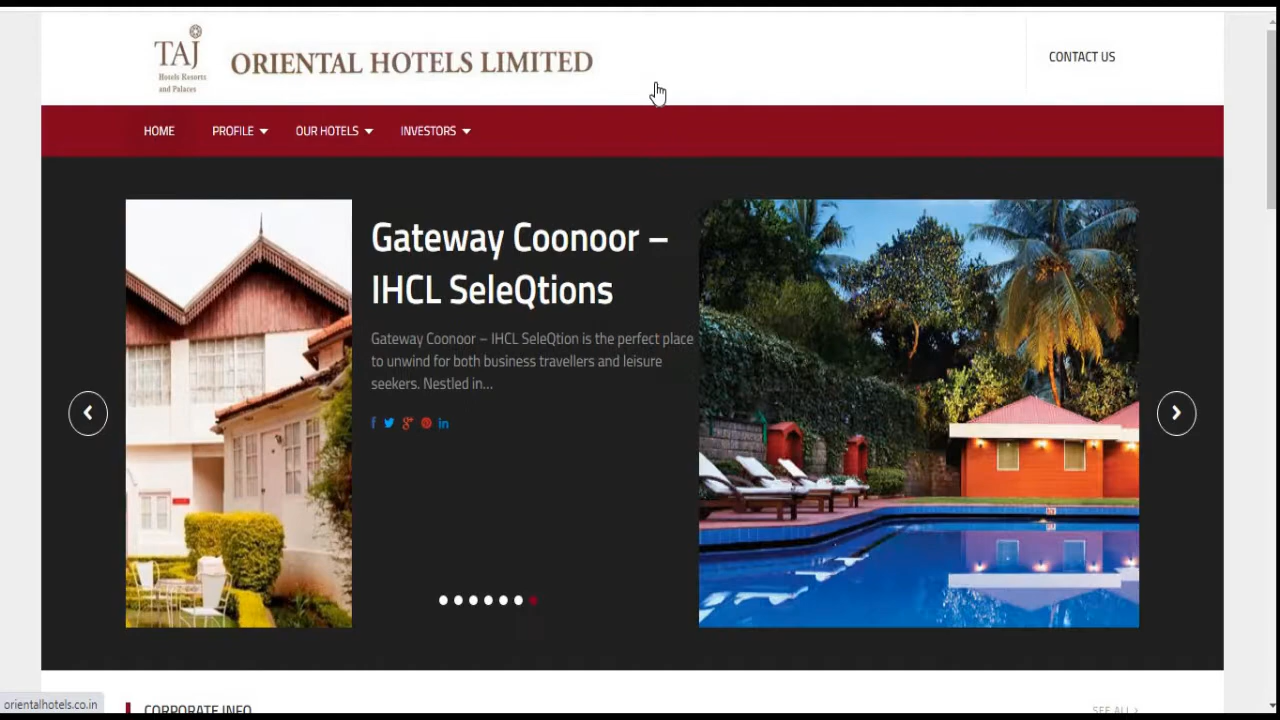 TAJ
Hotels Resorts
and Palaces
ORIENTAL HOTELS LIMITED
CONTACT US
HOME
PROFILE
OUR HOTELS
INVESTORS
Gateway Coonoor –
IHCL SeleQtions
Gateway Coonoor – IHCL SeleQtion is the perfect place
to unwind for both business travellers and leisure
seekers. Nestled in...
orientalhotels.co.in
CORPORATE INFO
SEE ALL